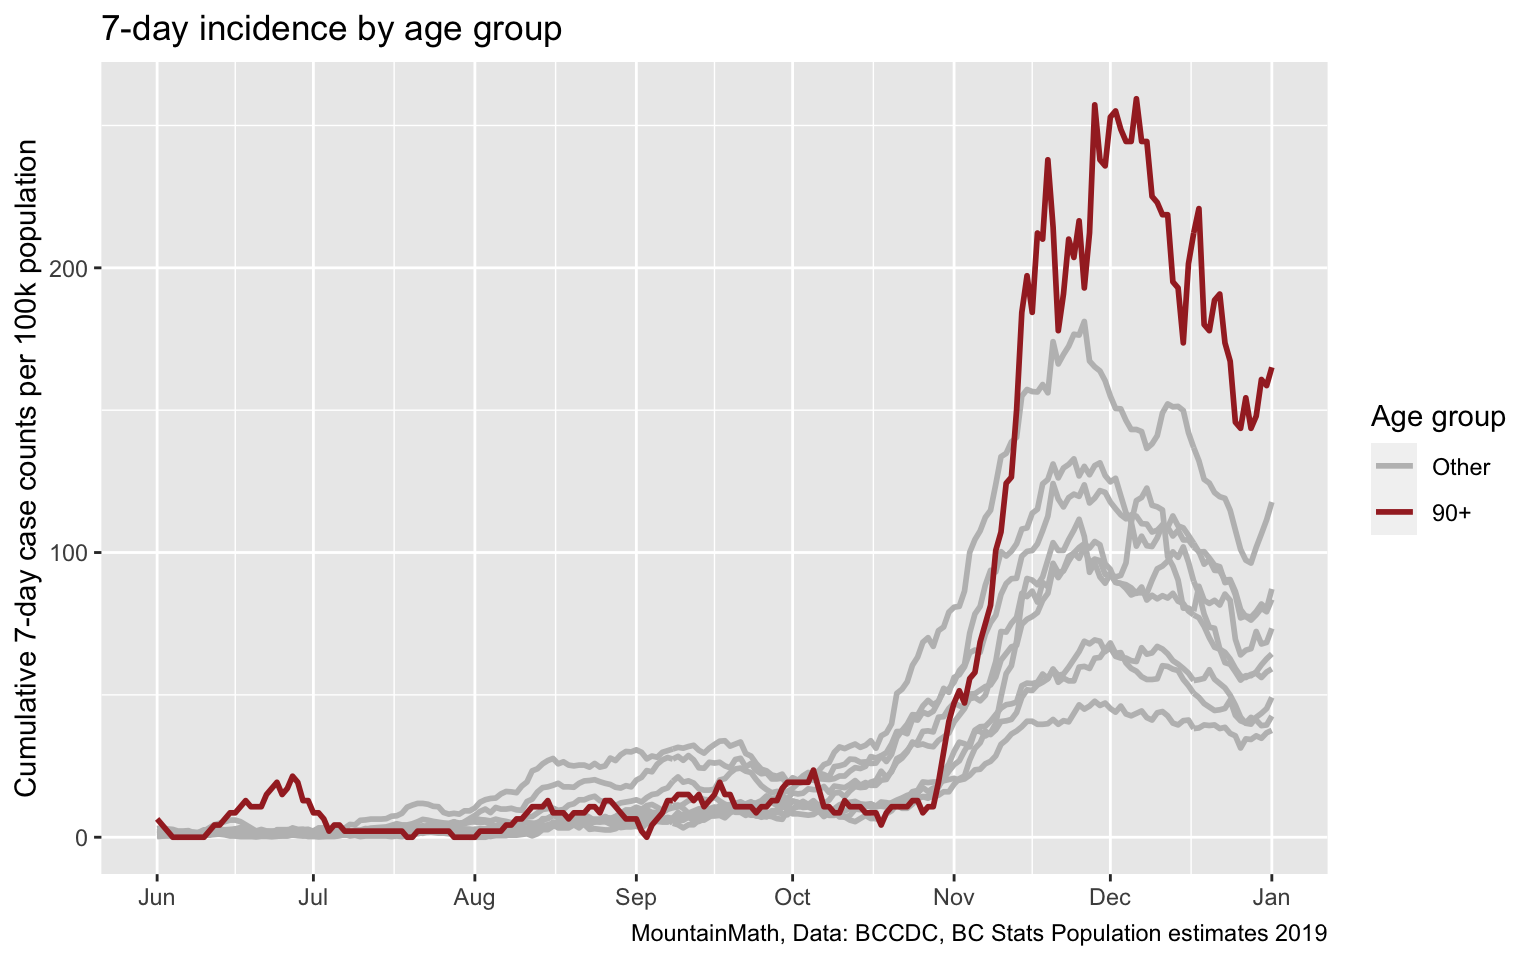 7-day incidence by age group
Cumulative 7-day case counts per 100k population
200
100
0
Jun Jul Aug Sep Oct Nov Dec Jan
Age group
Other
90+
MountainMath, Data: BCCDC, BC Stats Population estimates 2019